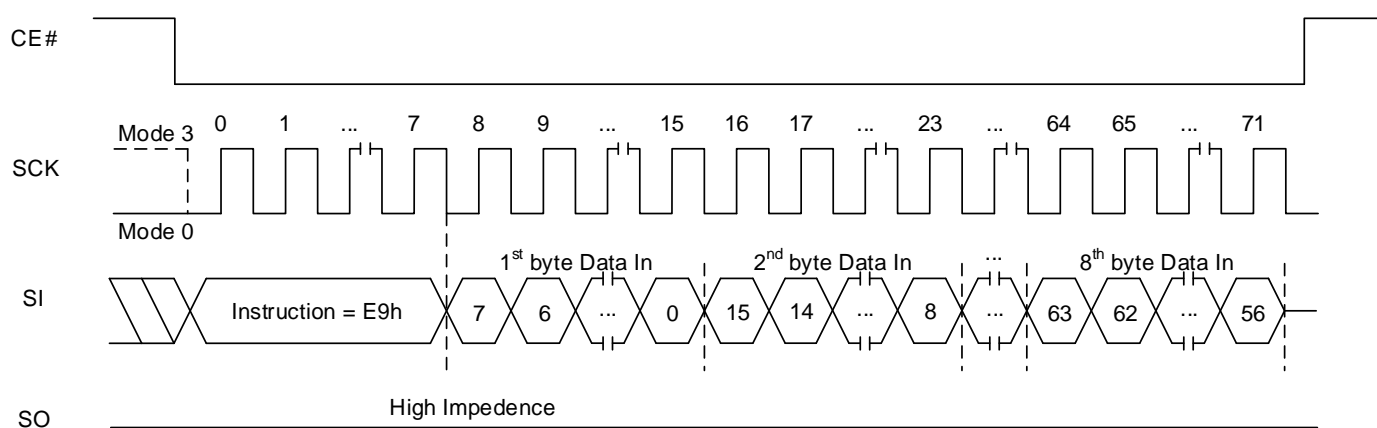 CE#
Mode 3 0 1 ... 7 8 9 ... 15 16 17 ... 23 ... 64 65 ... 71
SCK
Mode 0
1st byte Data In 2nd byte Data In ... 8th byte Data In
SI Instruction = E9h 7 6 ... 0 15 14 ... 8 ... 63 62 ... 56
High Impedence
SO